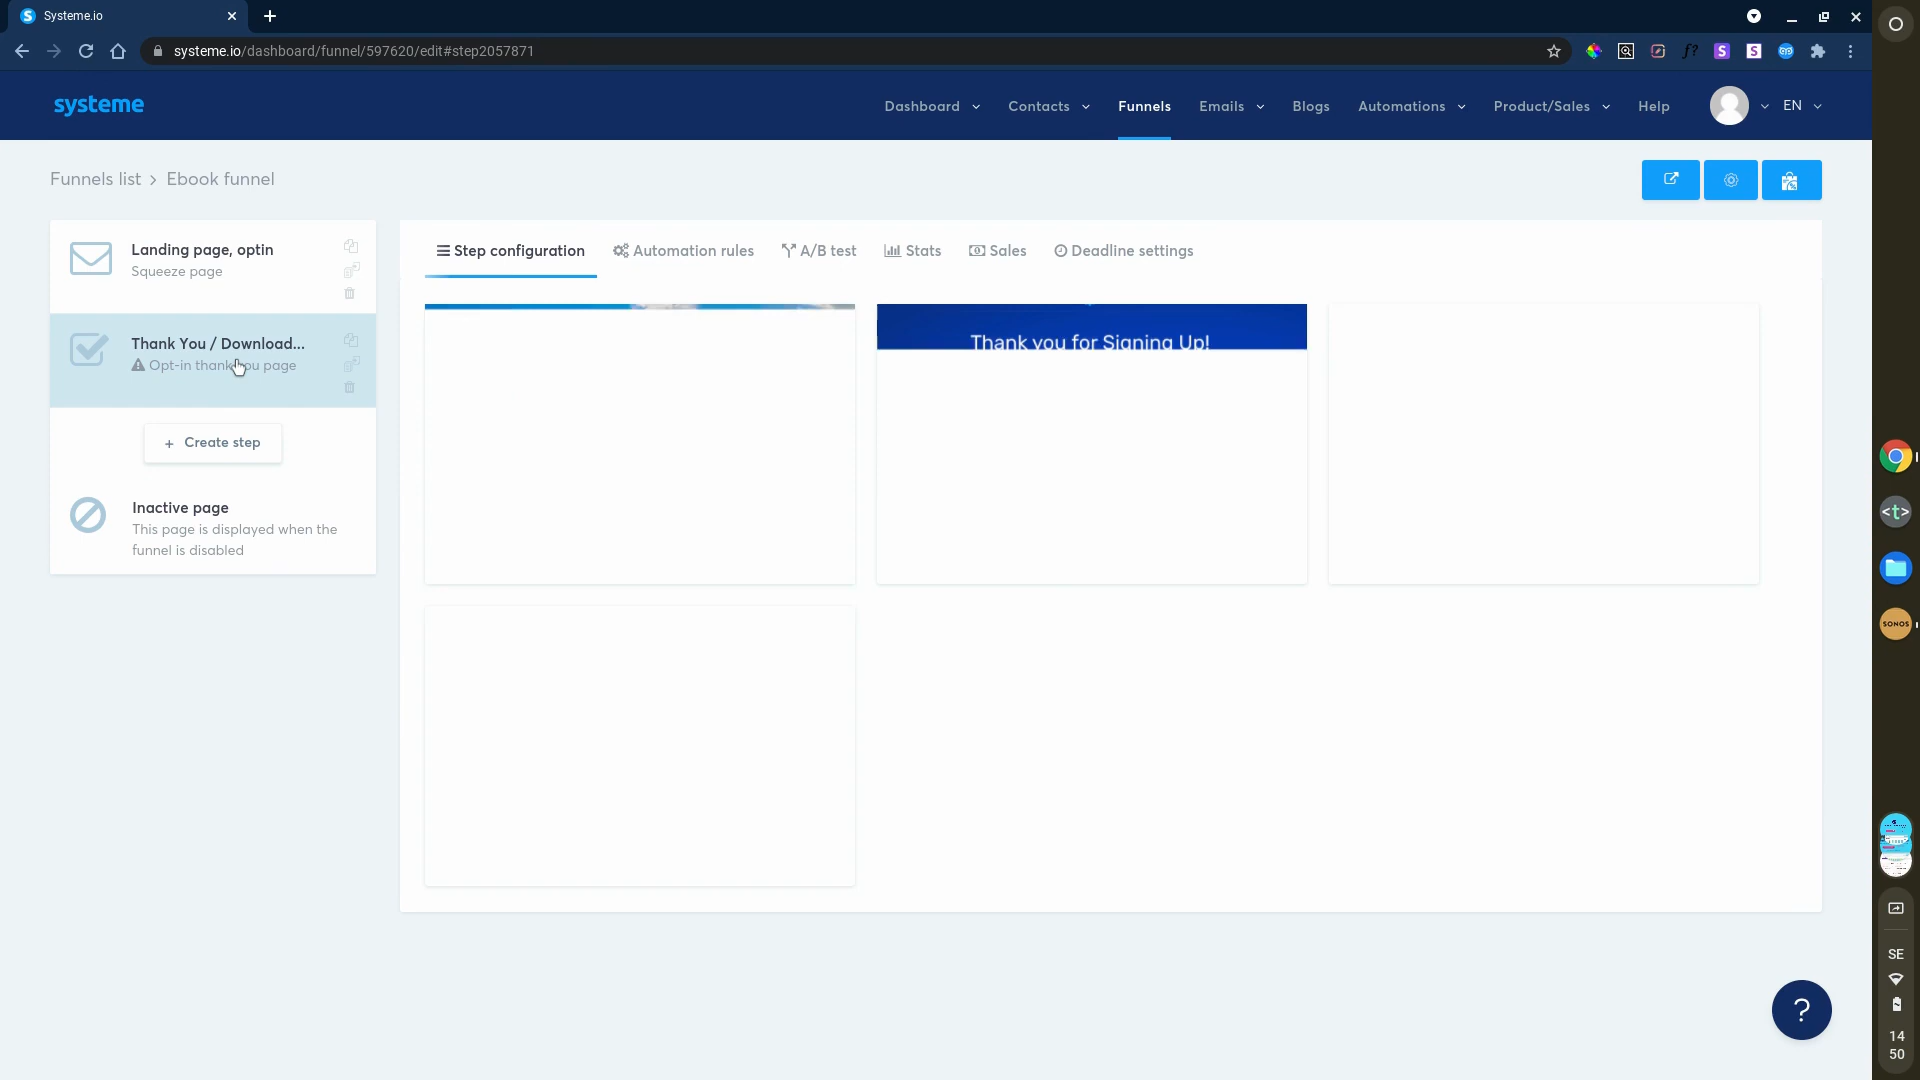 Systeme.io
systeme.io/dashboard/funnel/597620/edit#step2057871
systeme
Dashboard
Contacts
Funnels
Emails
Blogs
Automations
Product/Sales
Help
EN
Funnels list > Ebook funnel
Landing page, optin
Squeeze page
Thank You / Download...
Opt-in thank you page
+ Create step
Inactive page
This page is displayed when the
funnel is disabled
Step configuration
Automation rules
A/B test
Stats
Sales
Deadline settings
Thank you for Signing Up!
?
<t>
SONOS
SE
14
50